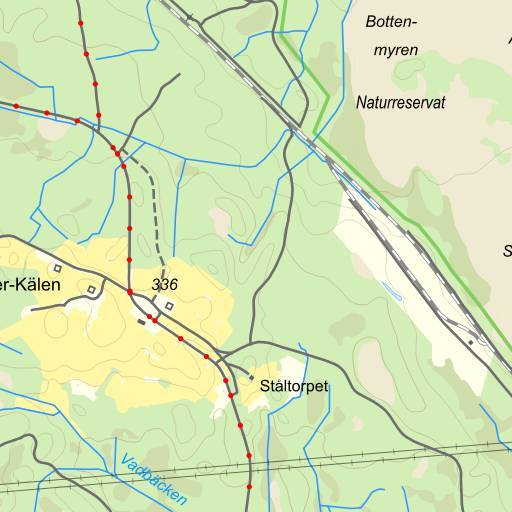 Botten-
myren
Naturreservat
er-Kälen
336
Ståltorpet
Vadbäcken